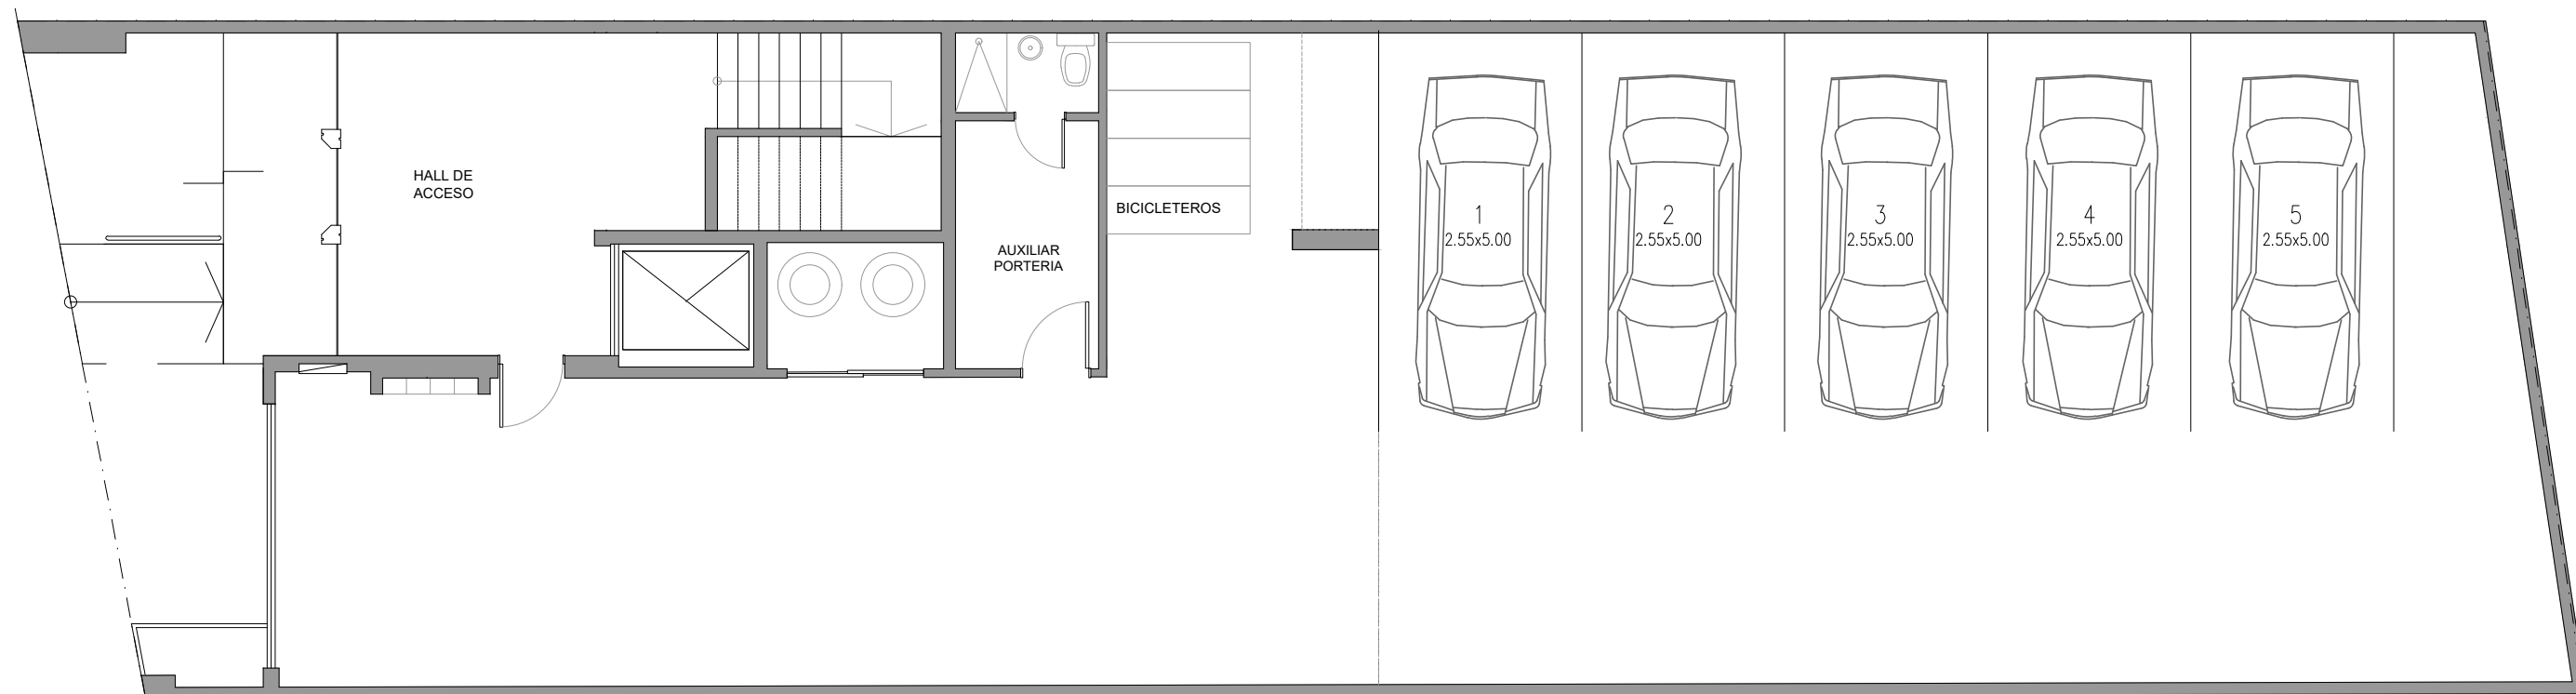 HALL DE
ACCESO
BICICLETEROS
AUXILIAR
PORTERIA
1
2.55x5.00
2
2.55x5.00
3
2.55x5.00
4
2.55x5.00
5
2.55x5.00